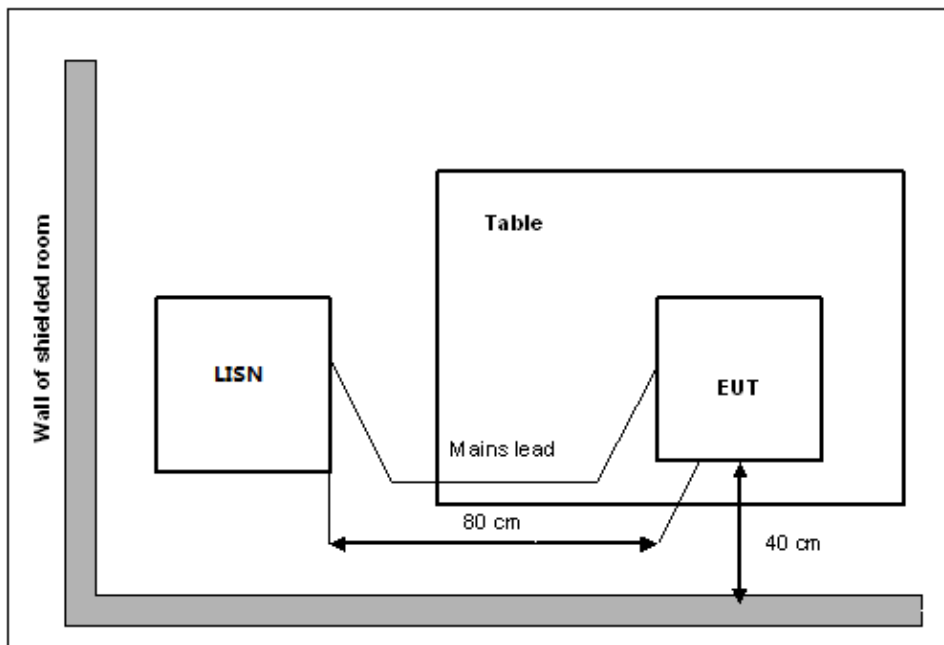 Wall of shielded room
Table
LISN
EUT
Mains lead
80 cm
40 cm